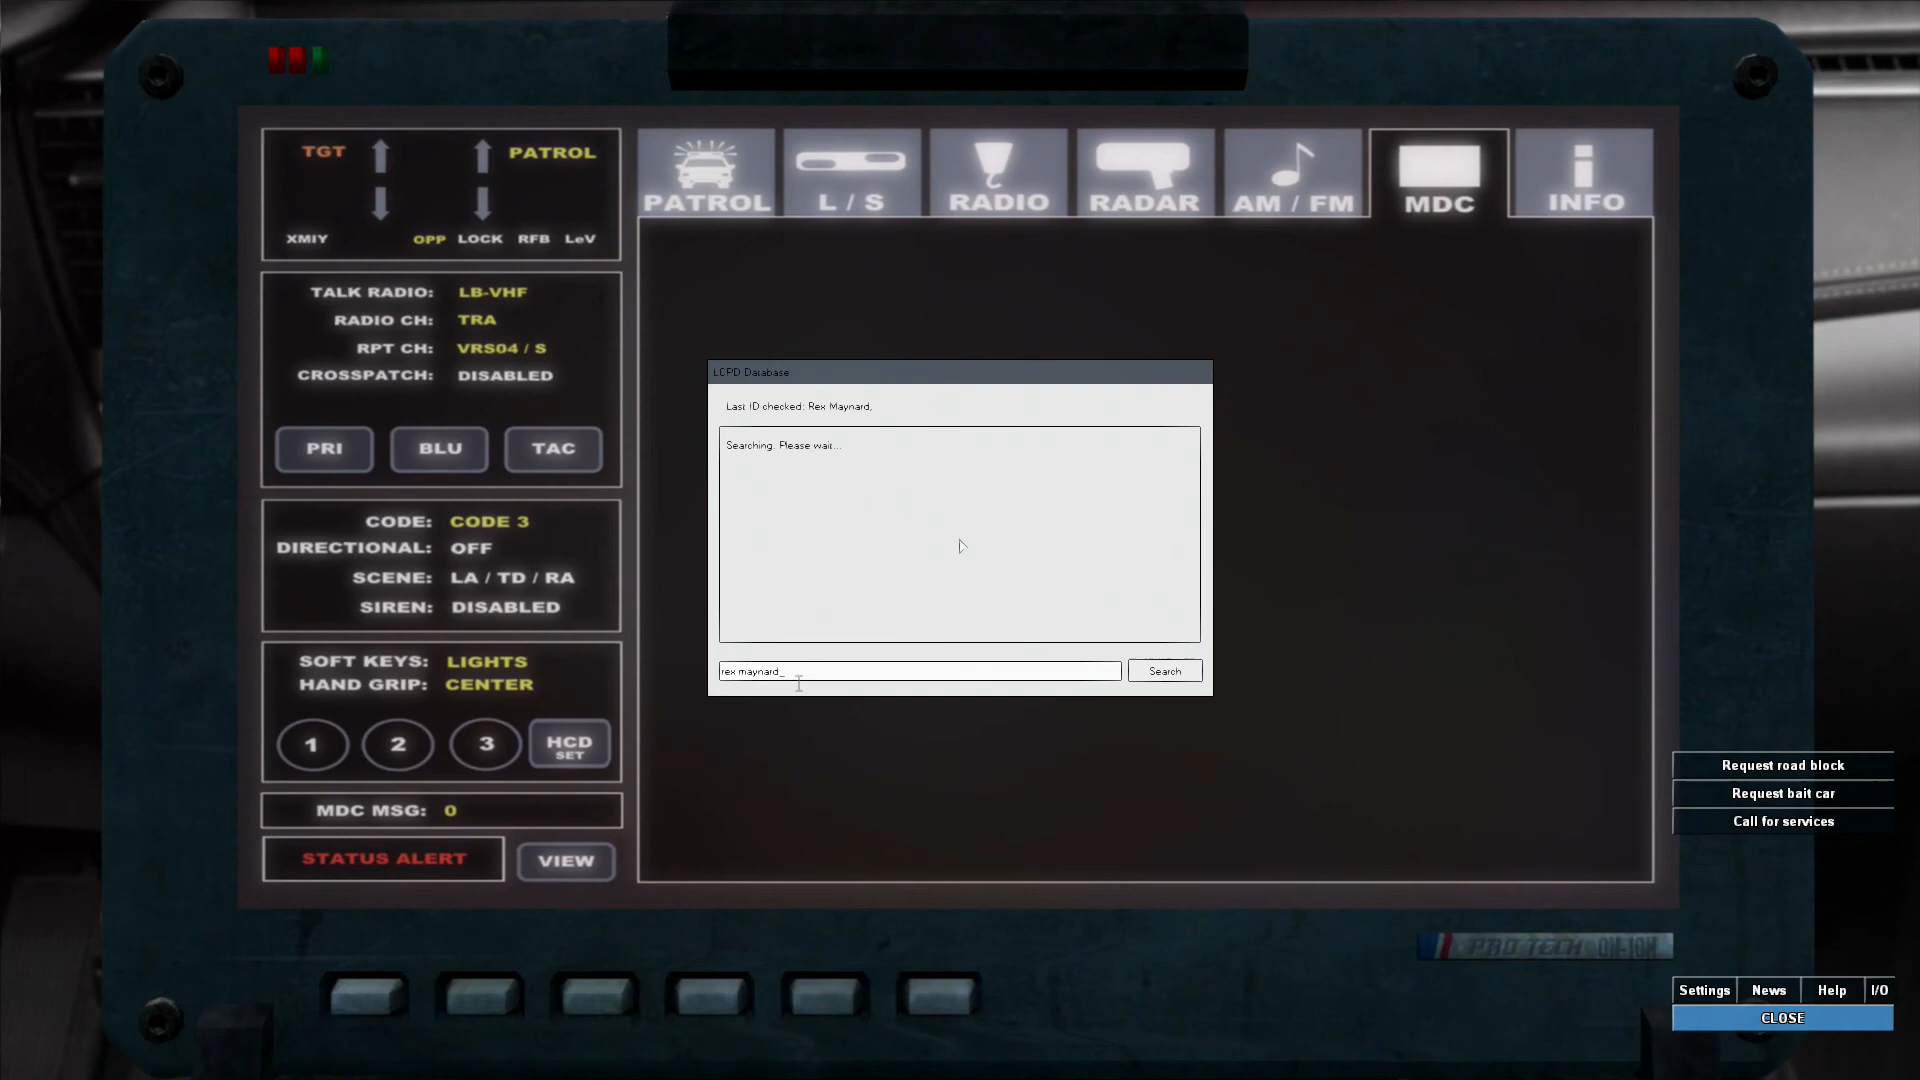 TGT
PATROL
XMIY OPP LOCK RFB LeV
TALK RADIO: LB-VHF
RADIO CH: TRA
RPT CH: VRS04 / S
CROSSPATCH: DISABLED
PRI BLU TAC
CODE: CODE 3
DIRECTIONAL: OFF
SCENE: LA / TD / RA
SIREN: DISABLED
SOFT KEYS: LIGHTS
HAND GRIP: CENTER
1 2 3 HCD
SET
MDC MSG: 0
STATUS ALERT VIEW
PATROL L / S RADIO RADAR AM / FM MDC INFO
LCPD Database
Last ID checked: Rex Maynard,
Searching. Please wait...
rex maynard_
Search
Request road block
Request bait car
Call for services
PRO TECH
Settings News Help I/O
CLOSE